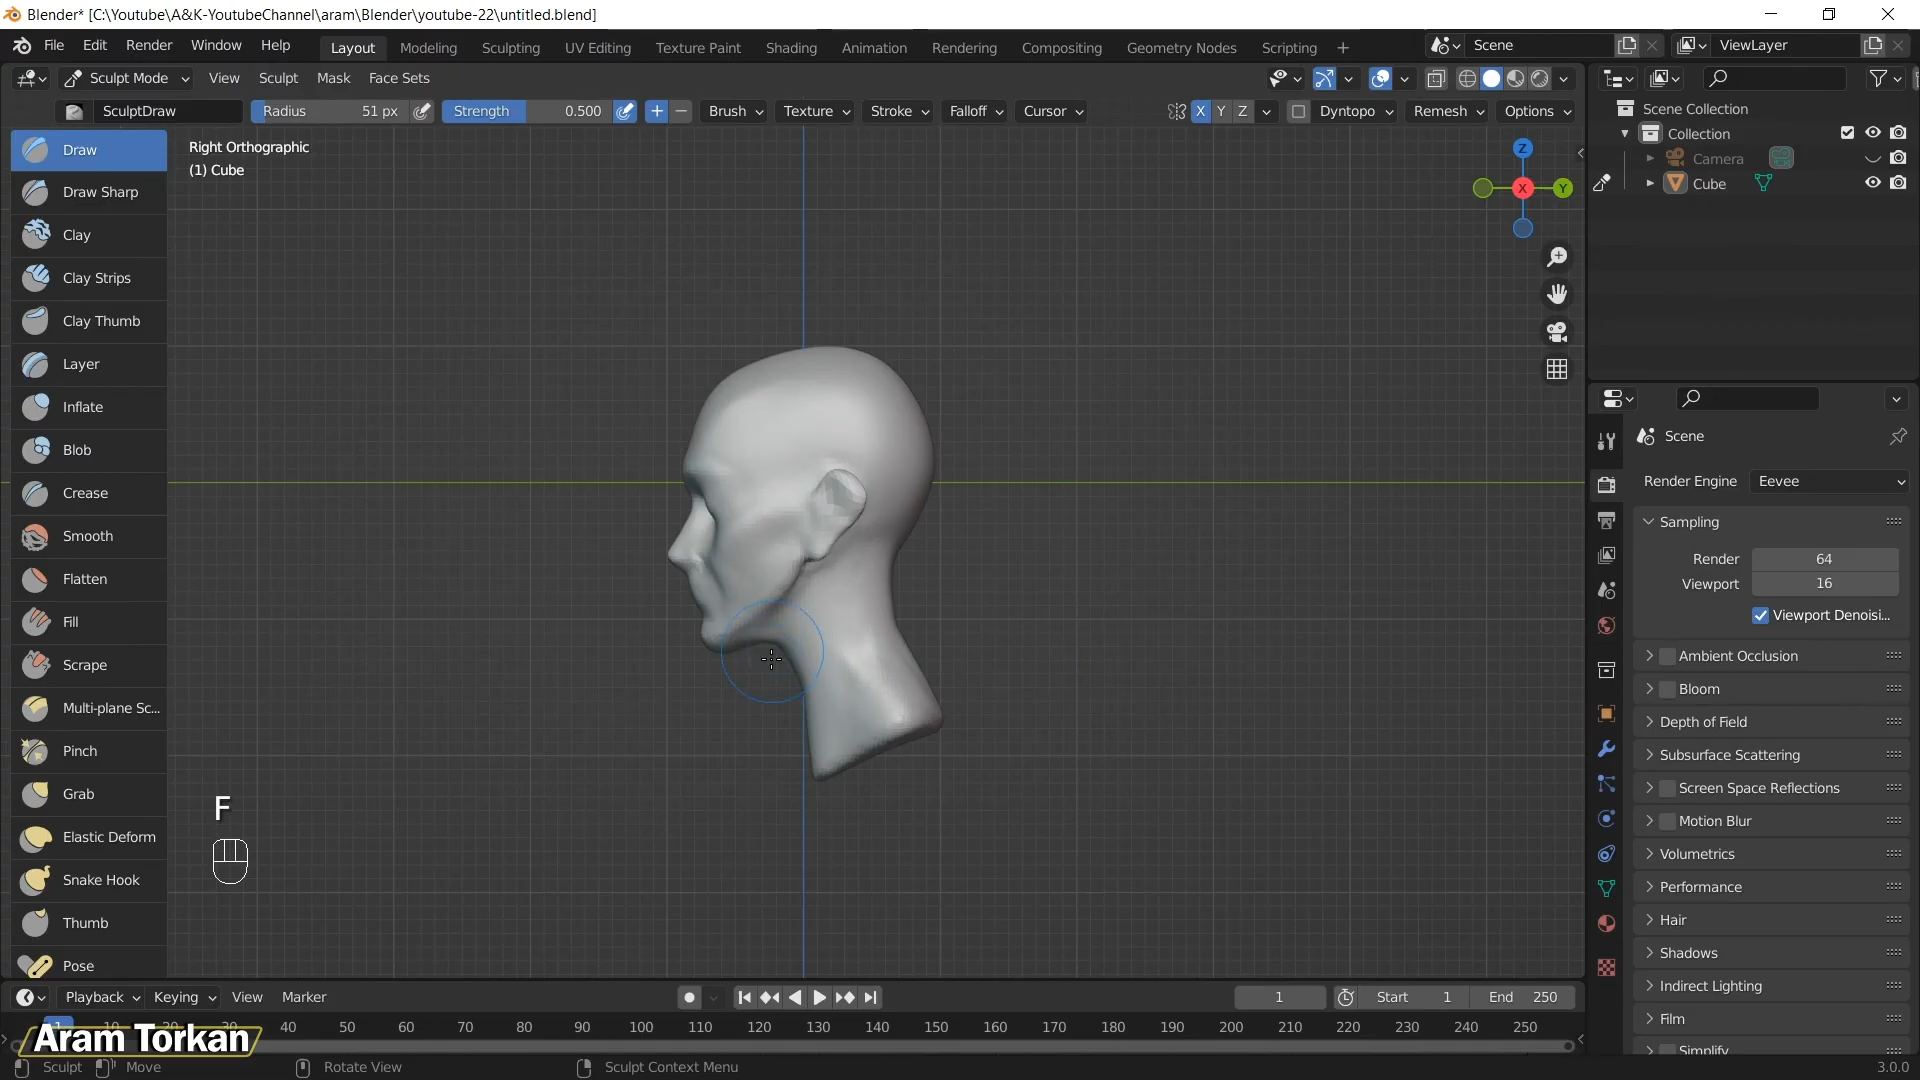 Blender* [C:\Youtube\A&K-YoutubeChannel\aram\Blender\youtube-22\untitled.blend]
File Edit Render Window Help Layout Modeling Sculpting UV Editing Texture Paint Shading Animation Rendering Compositing Geometry Nodes Scripting + Scene ViewLayer
Sculpt Mode View Sculpt Mask Face Sets
SculptDraw Radius 51 px Strength 0.500 + − Brush Texture Stroke Falloff Cursor X Y Z Dyntopo Remesh Options
Scene Collection
Collection
Camera
Cube
Right Orthographic
(1) Cube
Z
X
Y
Draw
Draw Sharp
Clay
Clay Strips
Clay Thumb
Layer
Inflate
Blob
Crease
Smooth
Flatten
Fill
Scrape
Multi-plane Sc...
Pinch
Grab
Elastic Deform
Snake Hook
Thumb
Pose
F
Scene
Render Engine Eevee
Sampling
Render 64
Viewport 16
Viewport Denoisi...
Ambient Occlusion
Bloom
Depth of Field
Subsurface Scattering
Screen Space Reflections
Motion Blur
Volumetrics
Performance
Hair
Shadows
Indirect Lighting
Film
Simplify
Playback Keying View Marker 1 Start 1 End 250
1 10 20 30 40 50 60 70 80 90 100 110 120 130 140 150 160 170 180 190 200 210 220 230 240 250
Aram Torkan
Sculpt Move Rotate View Sculpt Context Menu 3.0.0